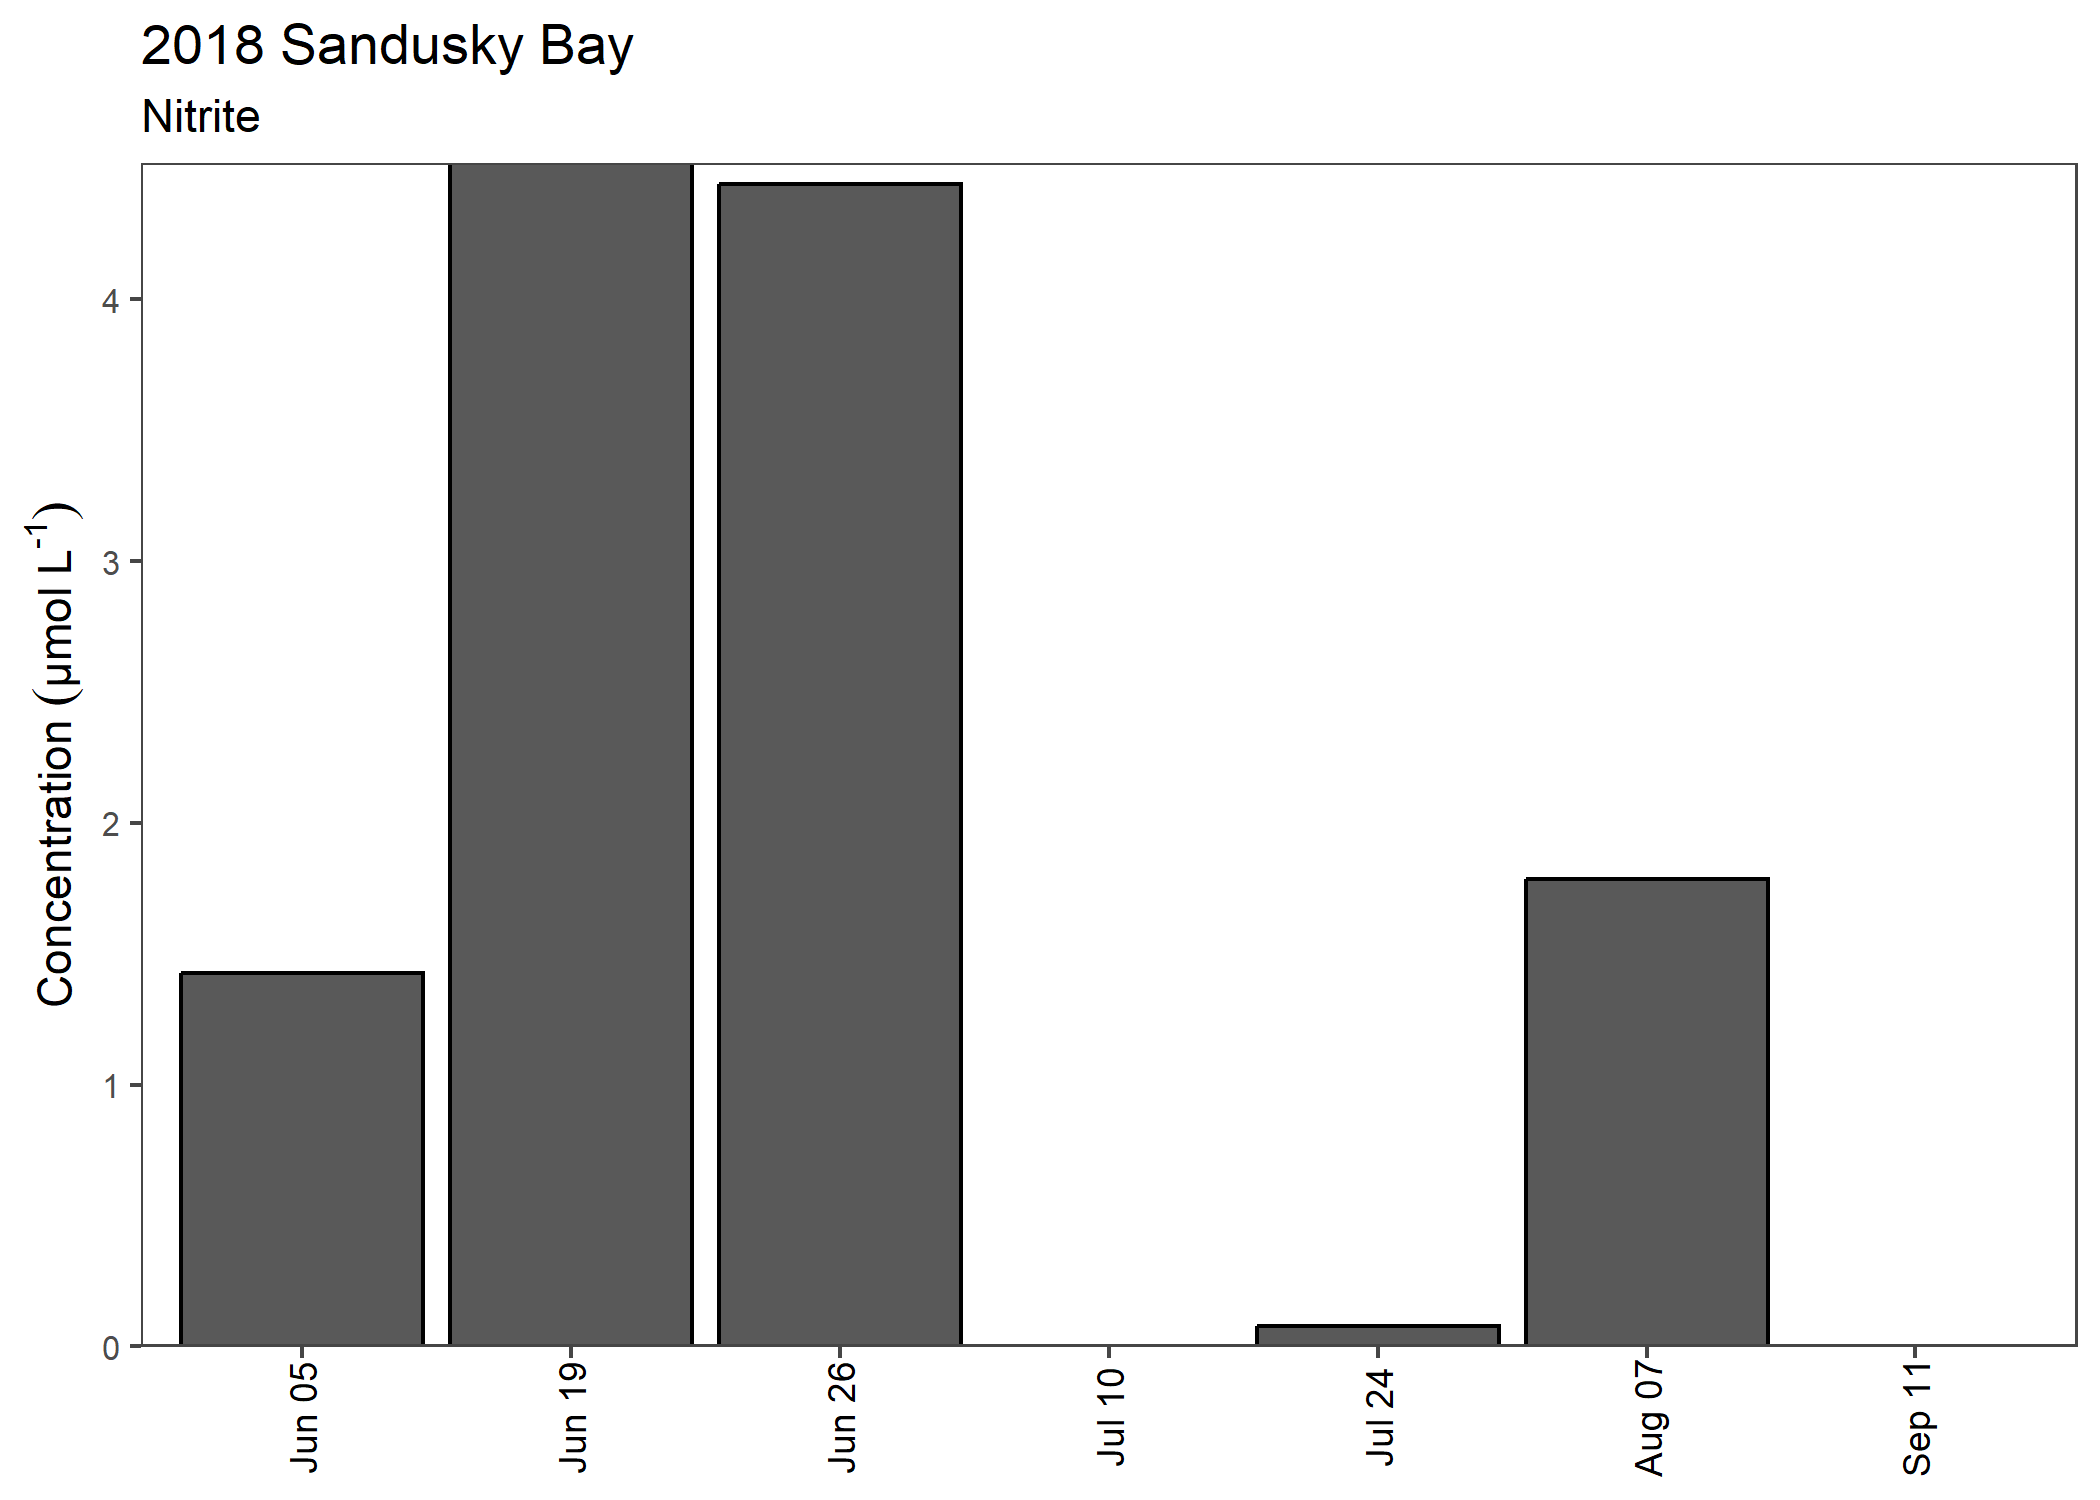 2018 Sandusky Bay
Nitrite
Concentration (µmol L⁻¹)
4
3
2
1
0
Jun 05
Jun 19
Jun 26
Jul 10
Jul 24
Aug 07
Sep 11